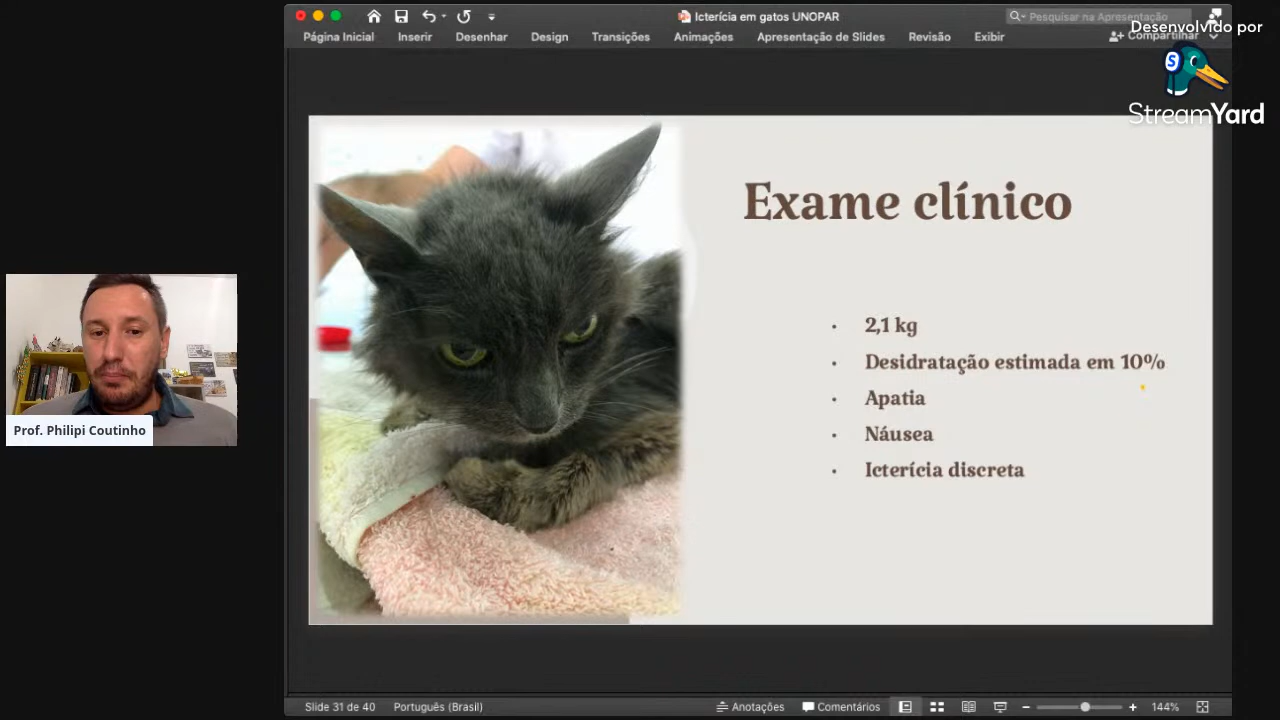 Ictericia em gatos UNOPAR
Pesquisar na Apresentação
Desenvolvido por
Página Inicial
Inserir
Desenhar
Design
Transições
Animações
Apresentação de Slides
Revisão
Exibir
Compartilhar
S
StreamYard
Exame clínico
• 2,1 kg
• Desidratação estimada em 10%
• Apatia
• Náusea
• Icterícia discreta
Prof. Philipi Coutinho
Slide 31 de 40
Português (Brasil)
Anotações
Comentários
144%